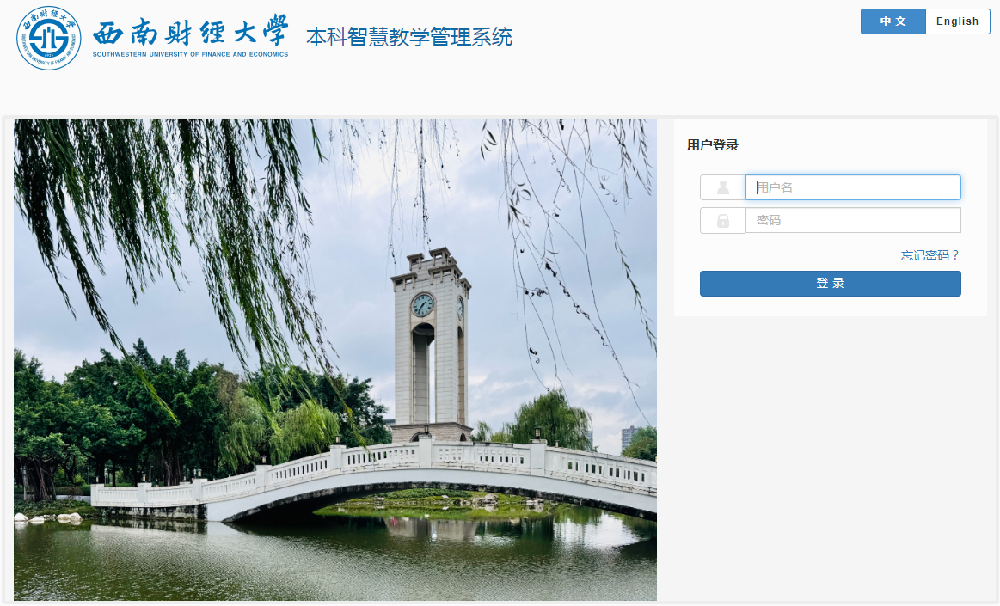 西南财经大学
SOUTHWESTERN UNIVERSITY OF FINANCE AND ECONOMICS
本科智慧教学管理系统
中 文
English
用户登录
用户名
密码
忘记密码？
登 录